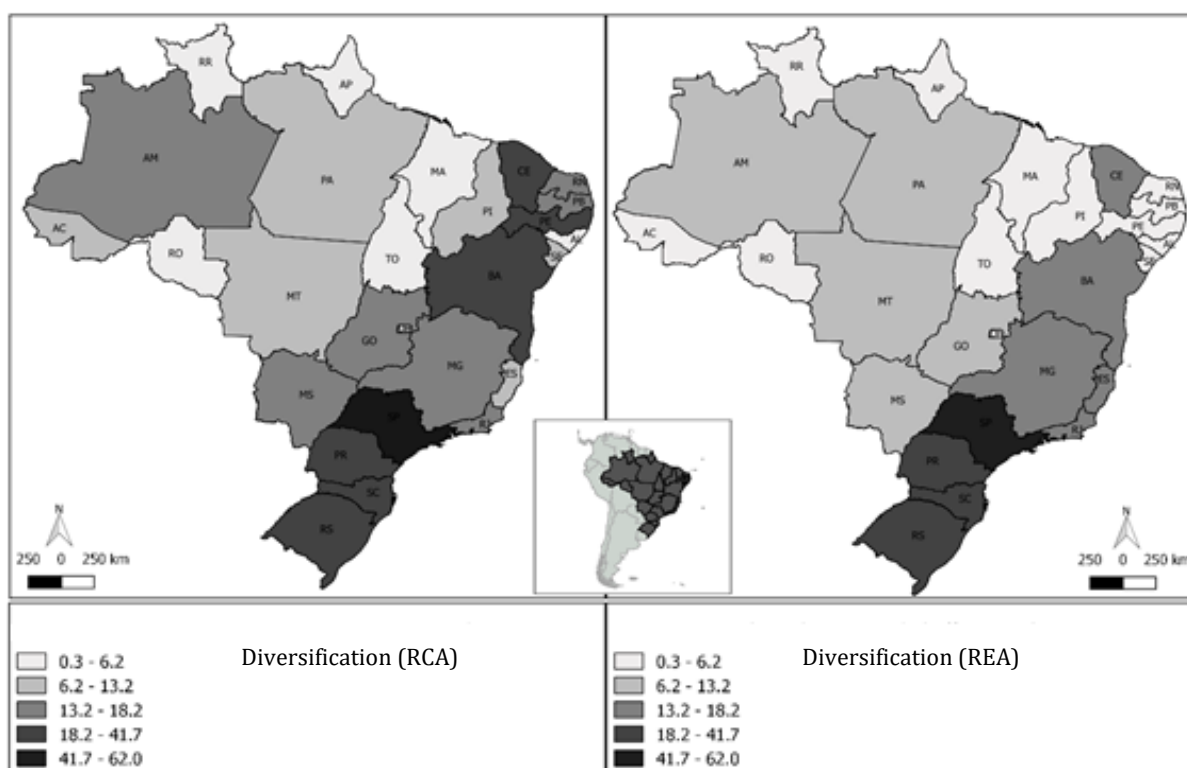 RR
AP
AM
PA
MA
CE
RN
PB
PI
PE
AC
AL
SE
RO
TO
BA
MT
GO
DF
MG
MS
ES
SP
RJ
PR
SC
RS
N
250 0 250 km
Diversification (RCA)
0.3 - 6.2
6.2 - 13.2
13.2 - 18.2
18.2 - 41.7
41.7 - 62.0
RR
AP
AM
PA
MA
CE
RN
PB
PI
PE
AC
AL
SE
RO
TO
BA
MT
GO
MG
MS
ES
SP
RJ
PR
SC
RS
N
250 0 250 km
Diversification (REA)
0.3 - 6.2
6.2 - 13.2
13.2 - 18.2
18.2 - 41.7
41.7 - 62.0